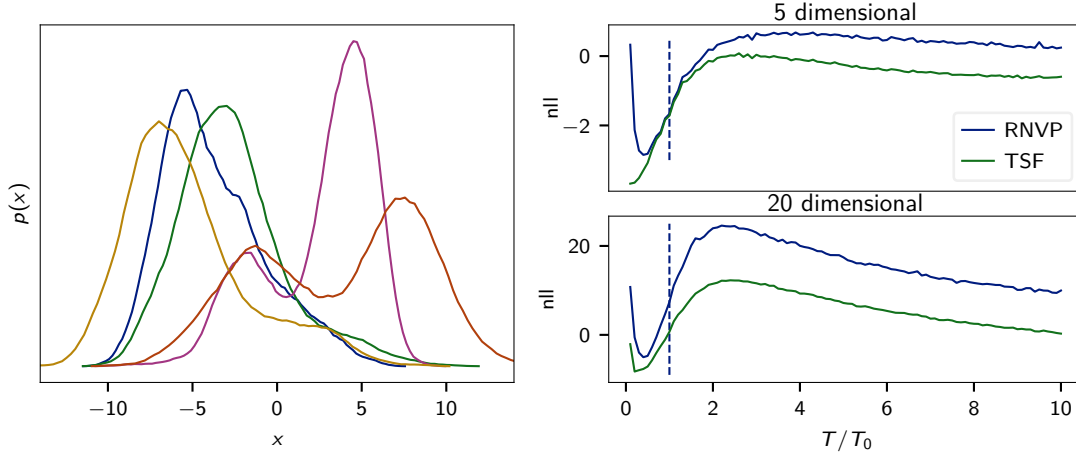 p(x)
−10 −5 0 5 10
x
5 dimensional
0
−2
nll
RNVP
TSF
20 dimensional
20
0
nll
0 2 4 6 8 10
T/T₀